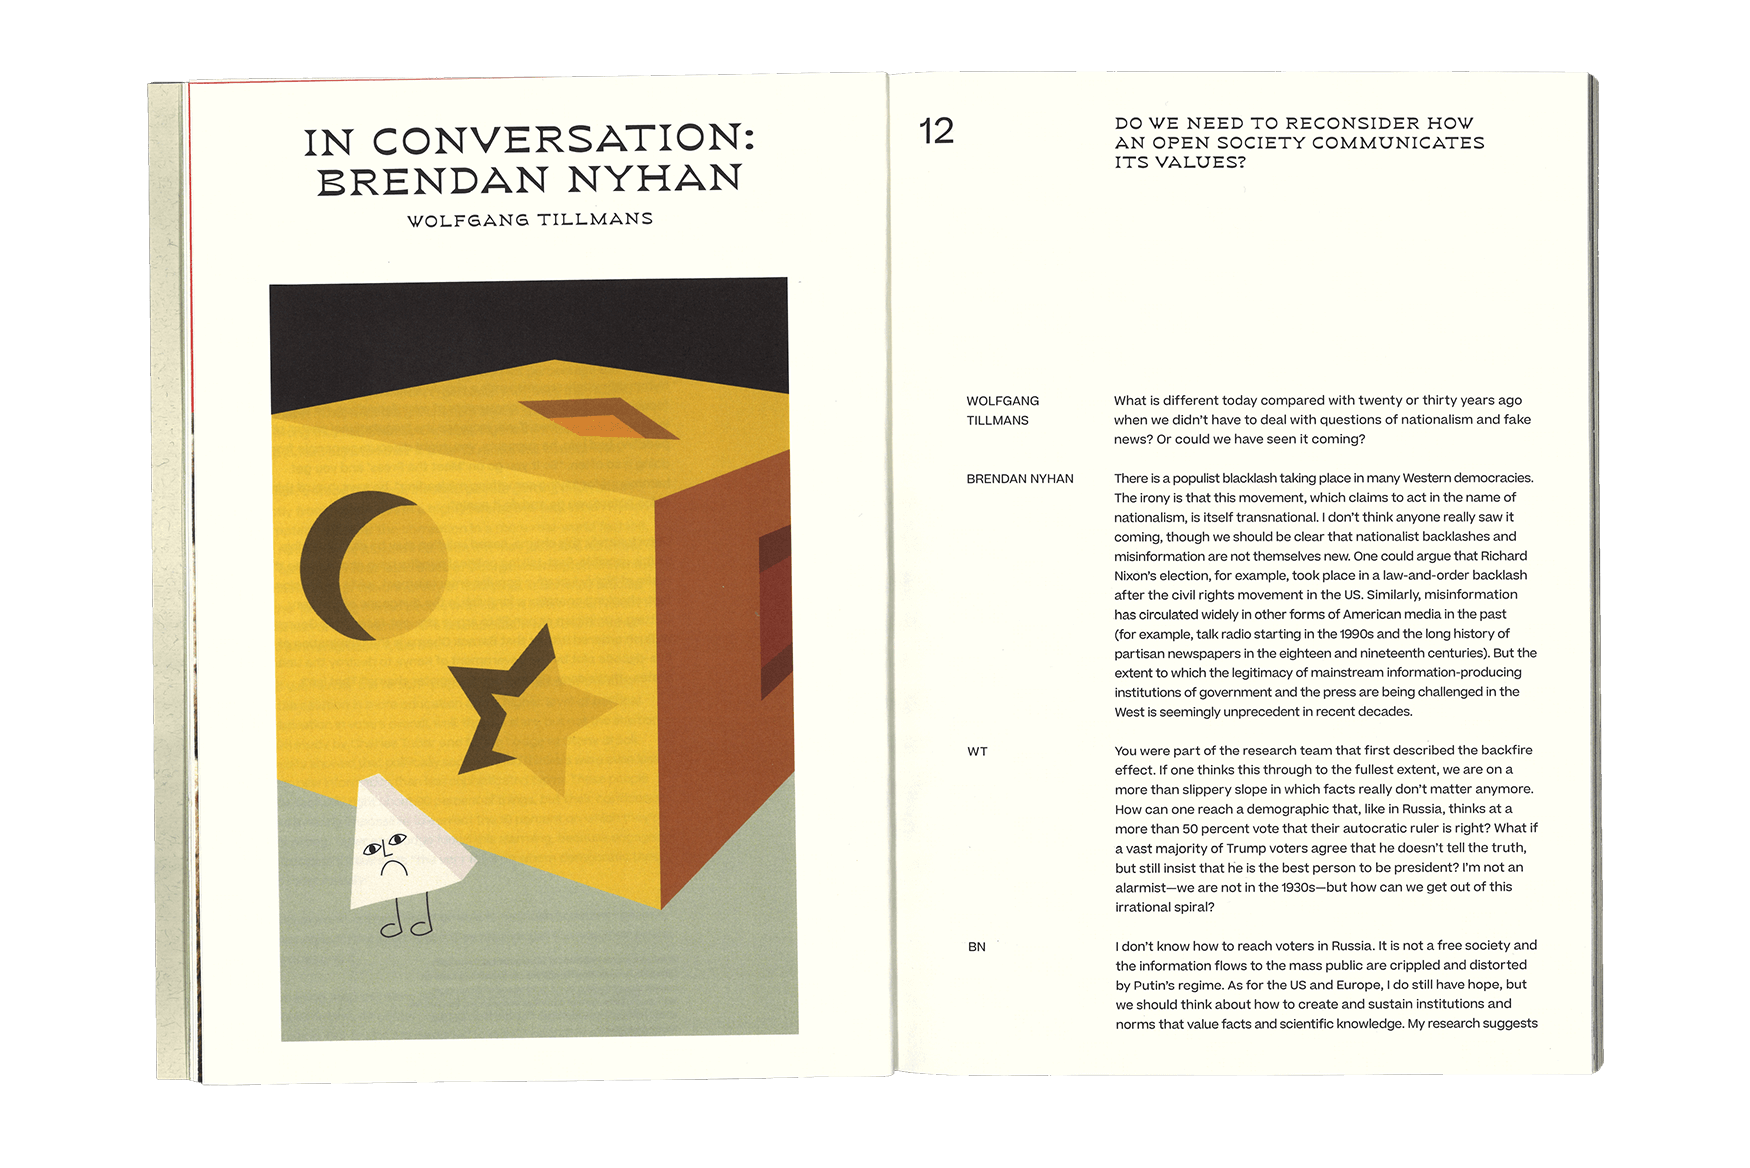 IN CONVERSATION:
BRENDAN NYHAN
WOLFGANG TILLMANS
12
DO WE NEED TO RECONSIDER HOW
AN OPEN SOCIETY COMMUNICATES
ITS VALUES?
WOLFGANG
TILLMANS
What is different today compared with twenty or thirty years ago
when we didn't have to deal with questions of nationalism and fake
news? Or could we have seen it coming?
BRENDAN NYHAN
There is a populist blacklash taking place in many Western democracies.
The irony is that this movement, which claims to act in the name of
nationalism, is itself transnational. I don't think anyone really saw it
coming, though we should be clear that nationalist backlashes and
misinformation are not themselves new. One could argue that Richard
Nixon's election, for example, took place in a law-and-order backlash
after the civil rights movement in the US. Similarly, misinformation
has circulated widely in other forms of American media in the past
(for example, talk radio starting in the 1990s and the long history of
partisan newspapers in the eighteen and nineteenth centuries). But the
extent to which the legitimacy of mainstream information-producing
institutions of government and the press are being challenged in the
West is seemingly unprecedent in recent decades.
WT
You were part of the research team that first described the backfire
effect. If one thinks this through to the fullest extent, we are on a
more than slippery slope in which facts really don't matter anymore.
How can one reach a demographic that, like in Russia, thinks at a
more than 50 percent vote that their autocratic ruler is right? What if
a vast majority of Trump voters agree that he doesn't tell the truth,
but still insist that he is the best person to be president? I'm not an
alarmist—we are not in the 1930s—but how can we get out of this
irrational spiral?
BN
I don't know how to reach voters in Russia. It is not a free society and
the information flows to the mass public are crippled and distorted
by Putin's regime. As for the US and Europe, I do still have hope, but
we should think about how to create and sustain institutions and
norms that value facts and scientific knowledge. My research suggests